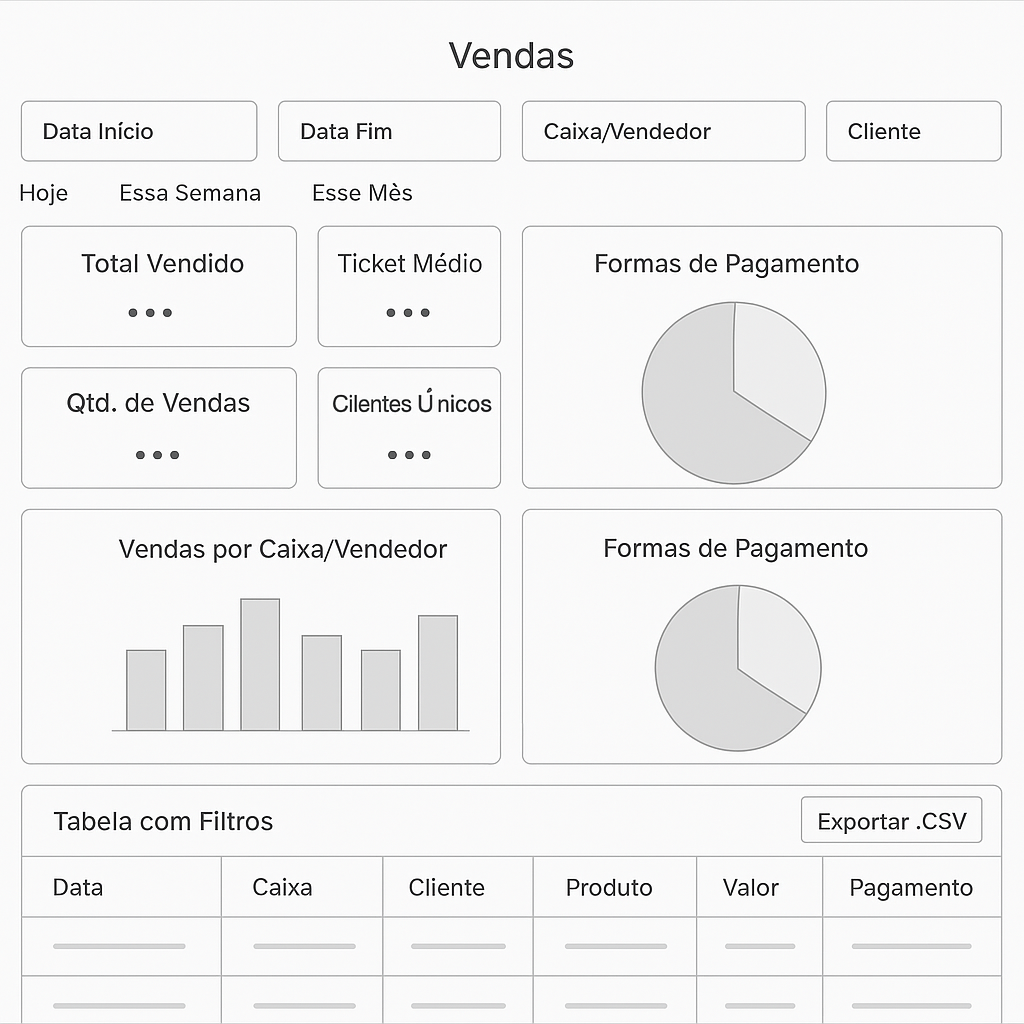 Vendas
Data Início
Data Fim
Caixa/Vendedor
Cliente
Hoje
Essa Semana
Esse Mès
Total Vendido
Ticket Médio
Formas de Pagamento
Qtd. de Vendas
Cilentes Únicos
Vendas por Caixa/Vendedor
Formas de Pagamento
Tabela com Filtros
Exportar .CSV
Data
Caixa
Cliente
Produto
Valor
Pagamento